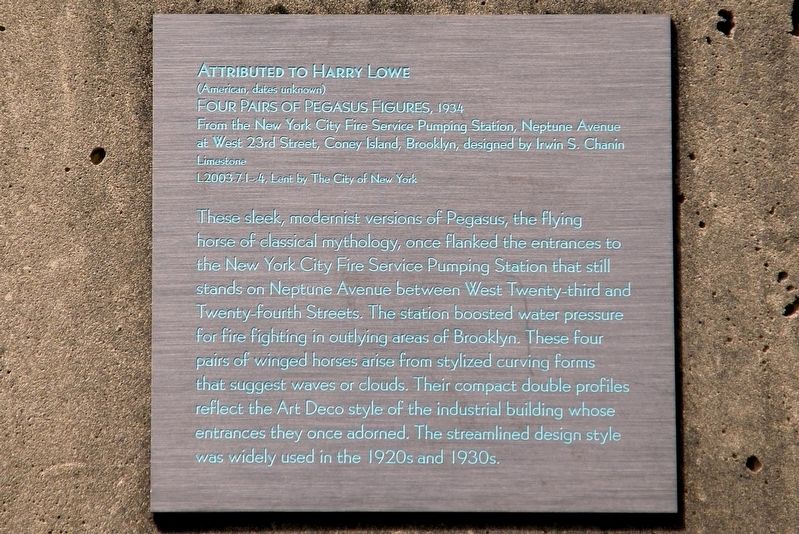 ATTRIBUTED TO HARRY LOWE
(American, dates unknown)
FOUR PAIRS OF PEGASUS FIGURES, 1934
From the New York City Fire Service Pumping Station, Neptune Avenue
at West 23rd Street, Coney Island, Brooklyn, designed by Irwin S. Chanin
Limestone
L2003.7.1-.4, Lent by The City of New York
These sleek, modernist versions of Pegasus, the flying
horse of classical mythology, once flanked the entrances to
the New York City Fire Service Pumping Station that still
stands on Neptune Avenue between West Twenty-third and
Twenty-fourth Streets. The station boosted water pressure
for fire fighting in outlying areas of Brooklyn. These four
pairs of winged horses arise from stylized curving forms
that suggest waves or clouds. Their compact double profiles
reflect the Art Deco style of the industrial building whose
entrances they once adorned. The streamlined design style
was widely used in the 1920s and 1930s.